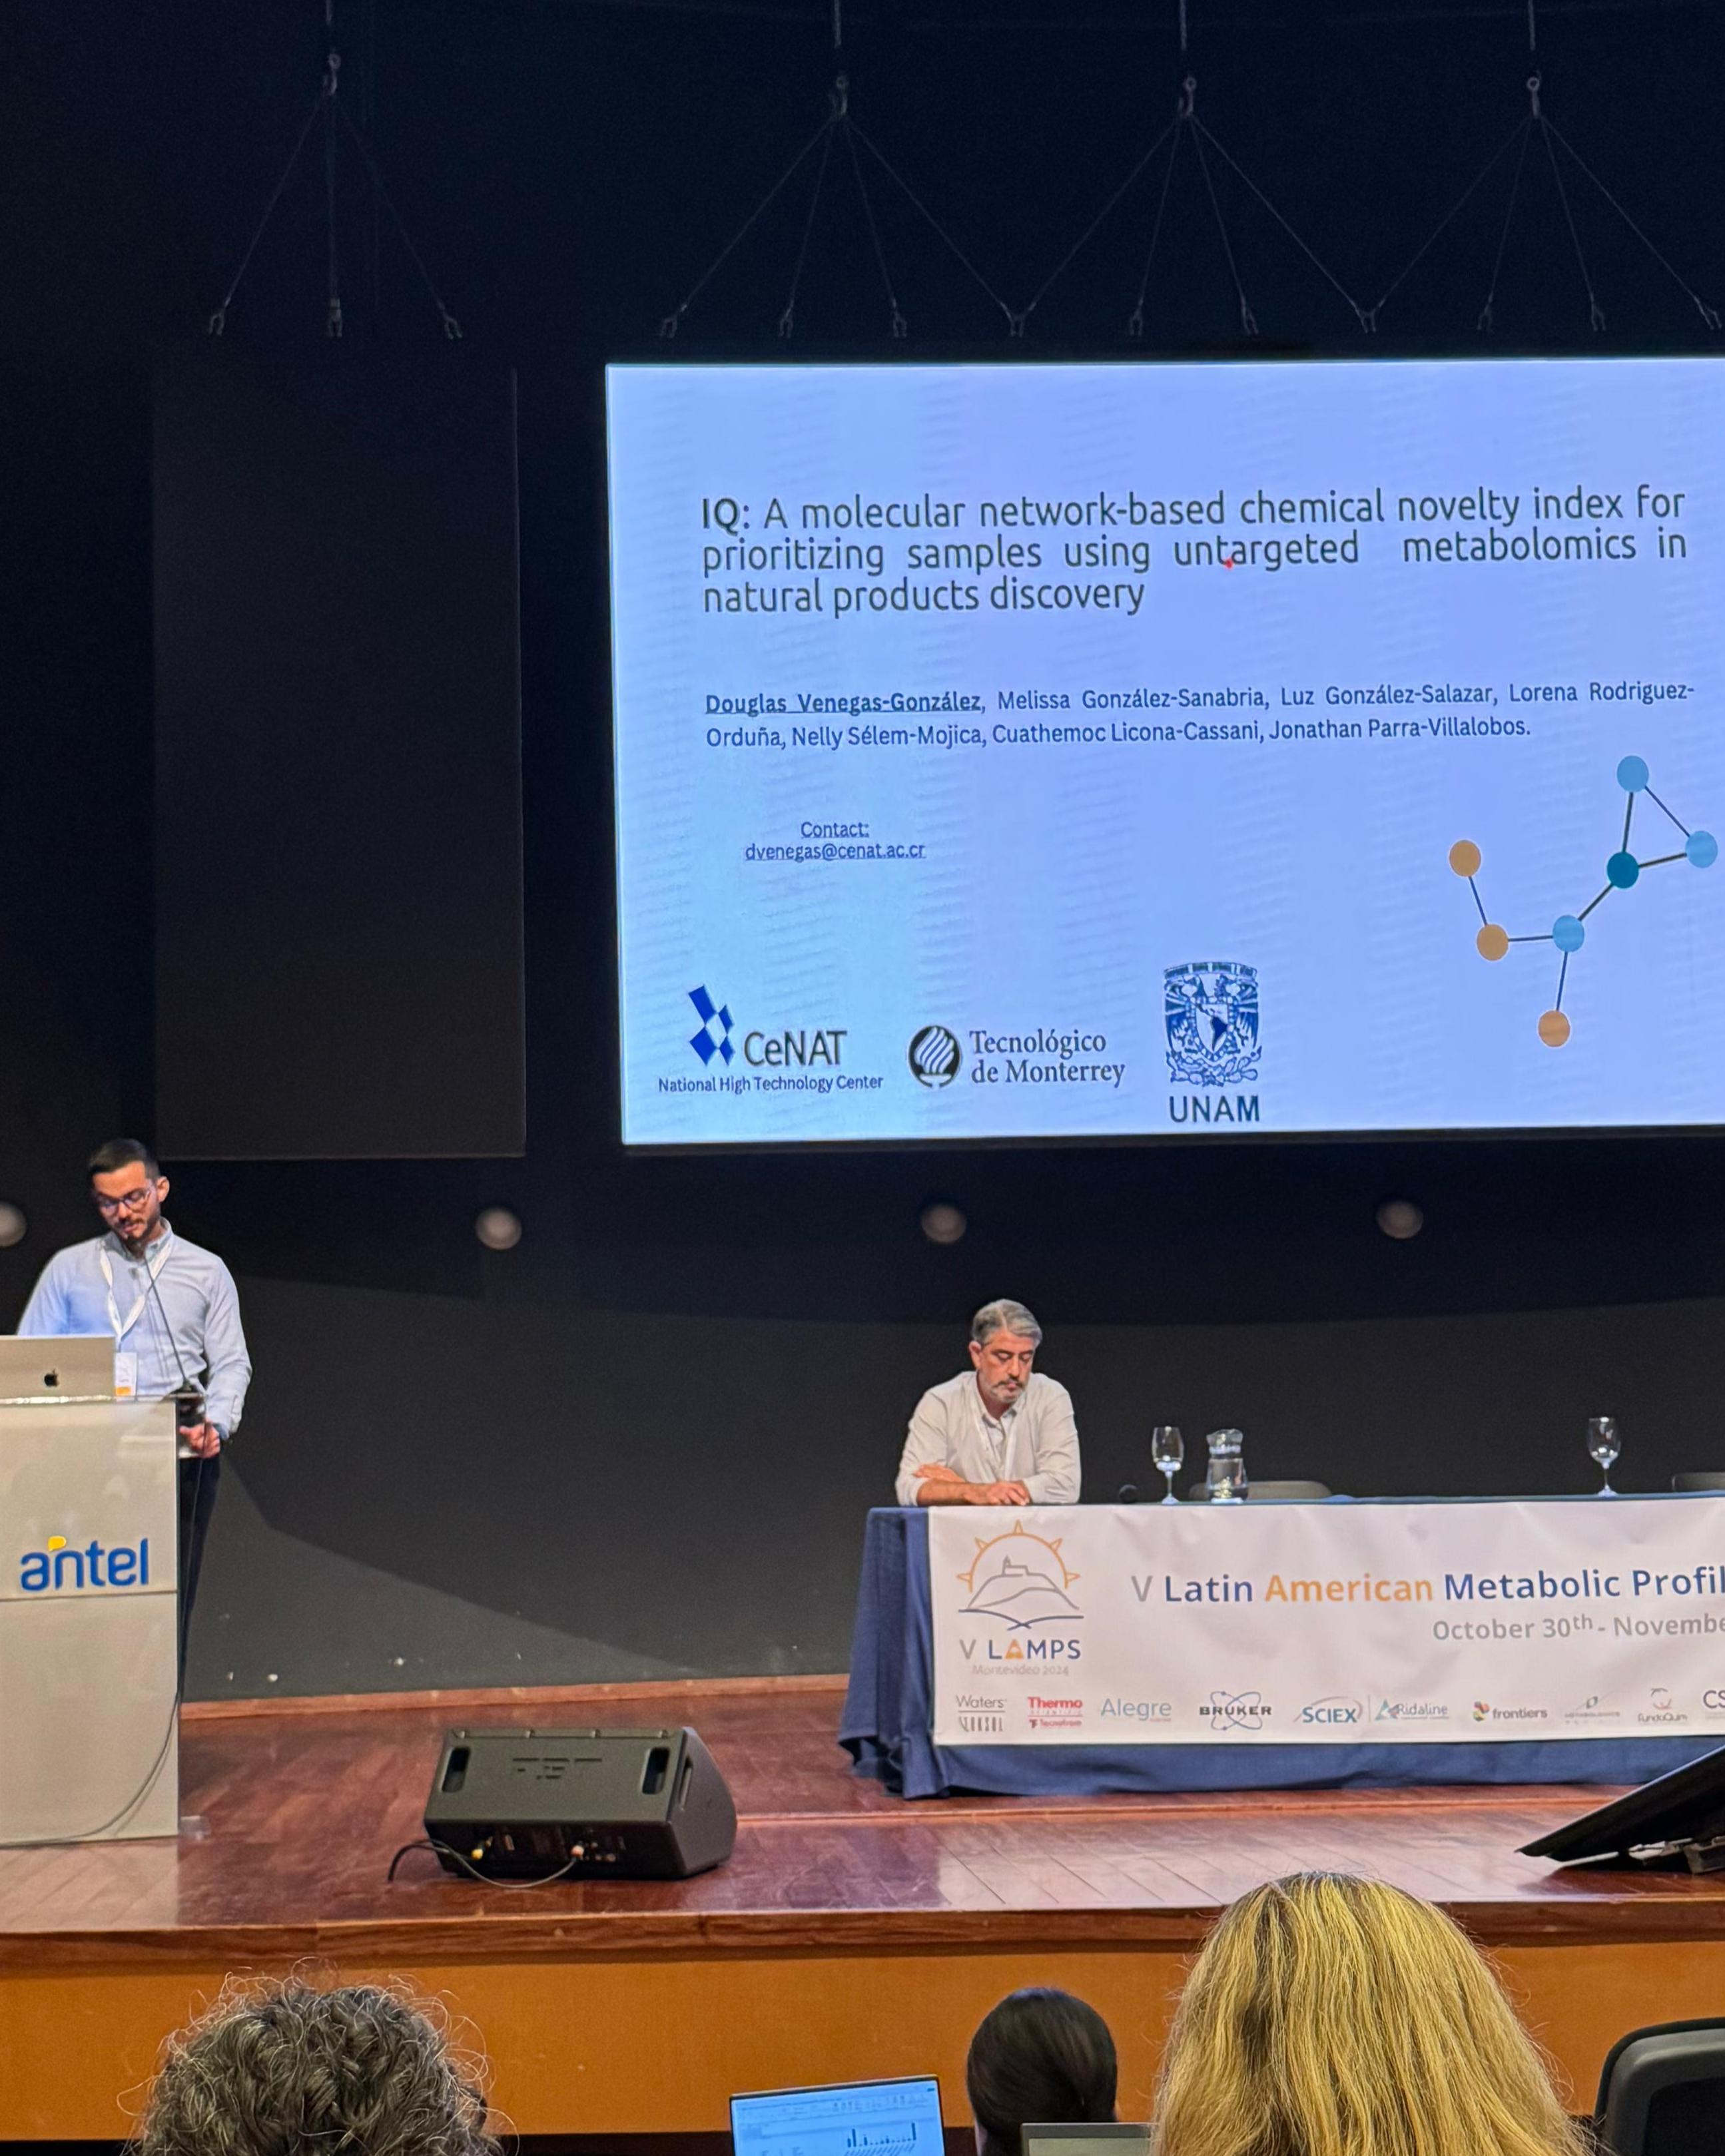 IQ: A molecular network-based chemical novelty index for
prioritizing samples using untargeted metabolomics in
natural products discovery
Douglas Venegas-González, Melissa González-Sanabria, Luz González-Salazar, Lorena Rodriguez-
Orduña, Nelly Sélem-Mojica, Cuathemoc Licona-Cassani, Jonathan Parra-Villalobos.
Contact:
dvenegas@cenat.ac.cr
CeNAT
National High Technology Center
Tecnológico
de Monterrey
UNAM
antel
V Latin American Metabolic Profil
October 30th - Novembe
V LAMPS
Montevideo 2024
Waters
Thermo
SCIENTIFIC
Alegre
BRUKER
SCIEX
Ridaline
frontiers
FundaQuim
CS